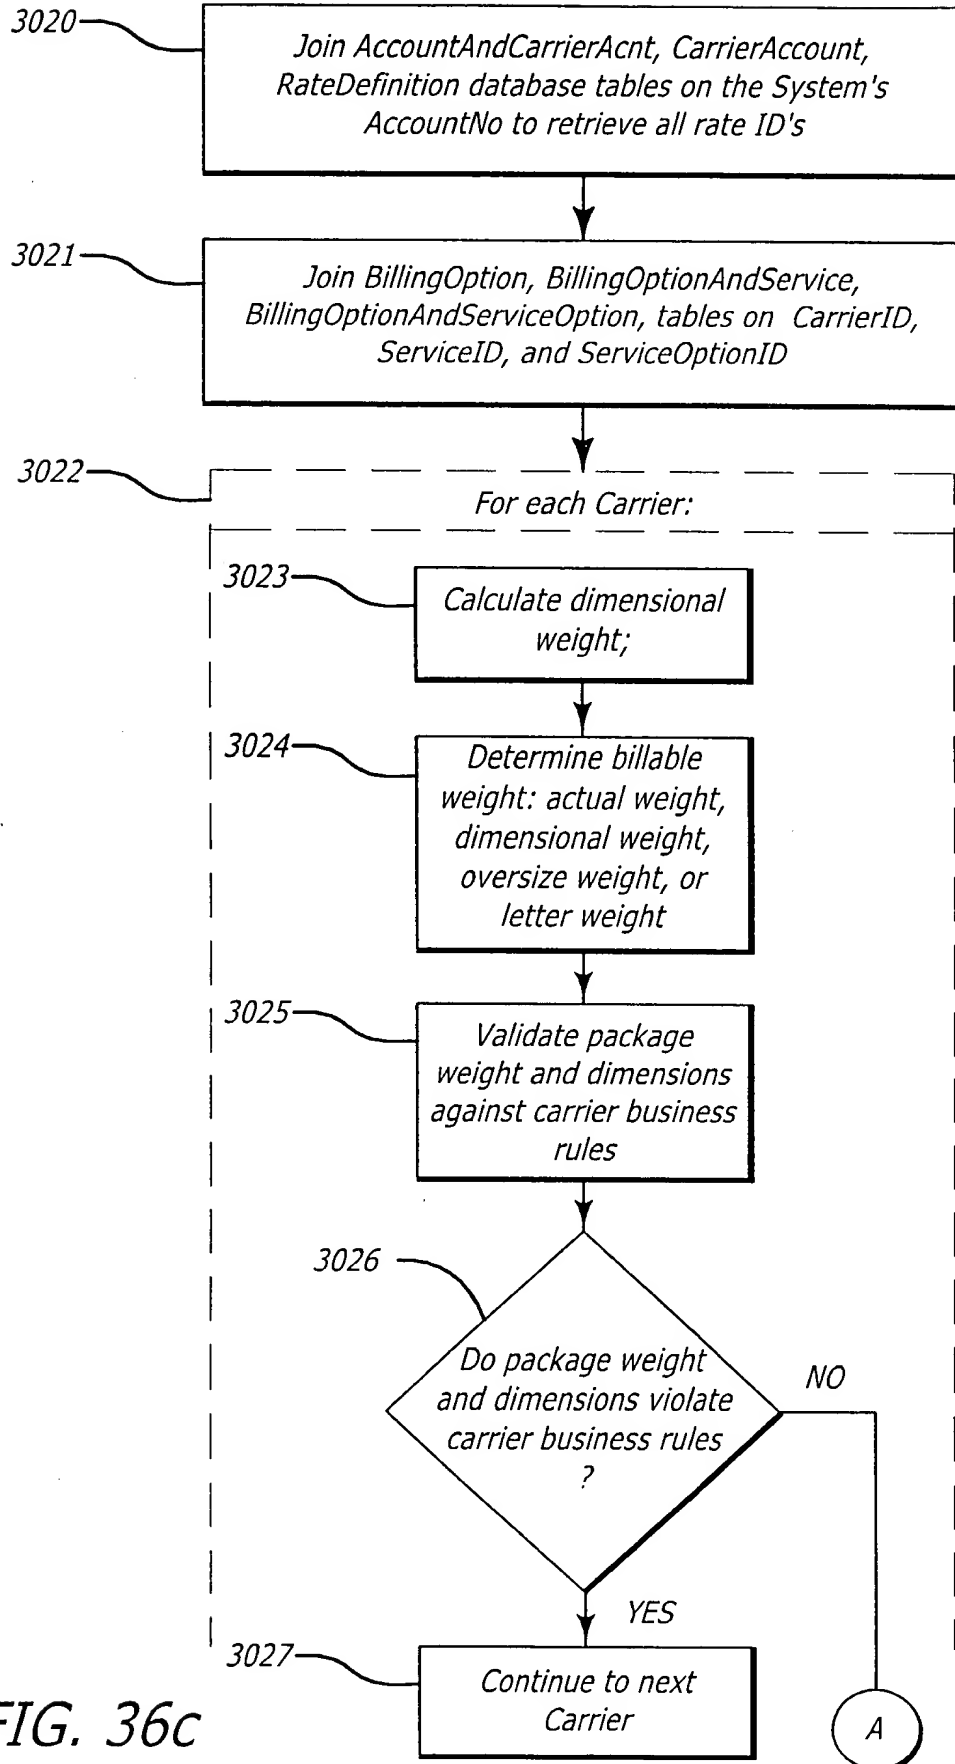 3020
Join AccountAndCarrierAcnt, CarrierAccount,
RateDefinition database tables on the System's
AccountNo to retrieve all rate ID's
3021
Join BillingOption, BillingOptionAndService,
BillingOptionAndServiceOption, tables on CarrierID,
ServiceID, and ServiceOptionID
3022
For each Carrier:
3023
Calculate dimensional
weight;
3024
Determine billable
weight: actual weight,
dimensional weight,
oversize weight, or
letter weight
3025
Validate package
weight and dimensions
against carrier business
rules
3026
Do package weight
and dimensions violate
carrier business rules
?
NO
YES
3027
Continue to next
Carrier
A
FIG. 36c